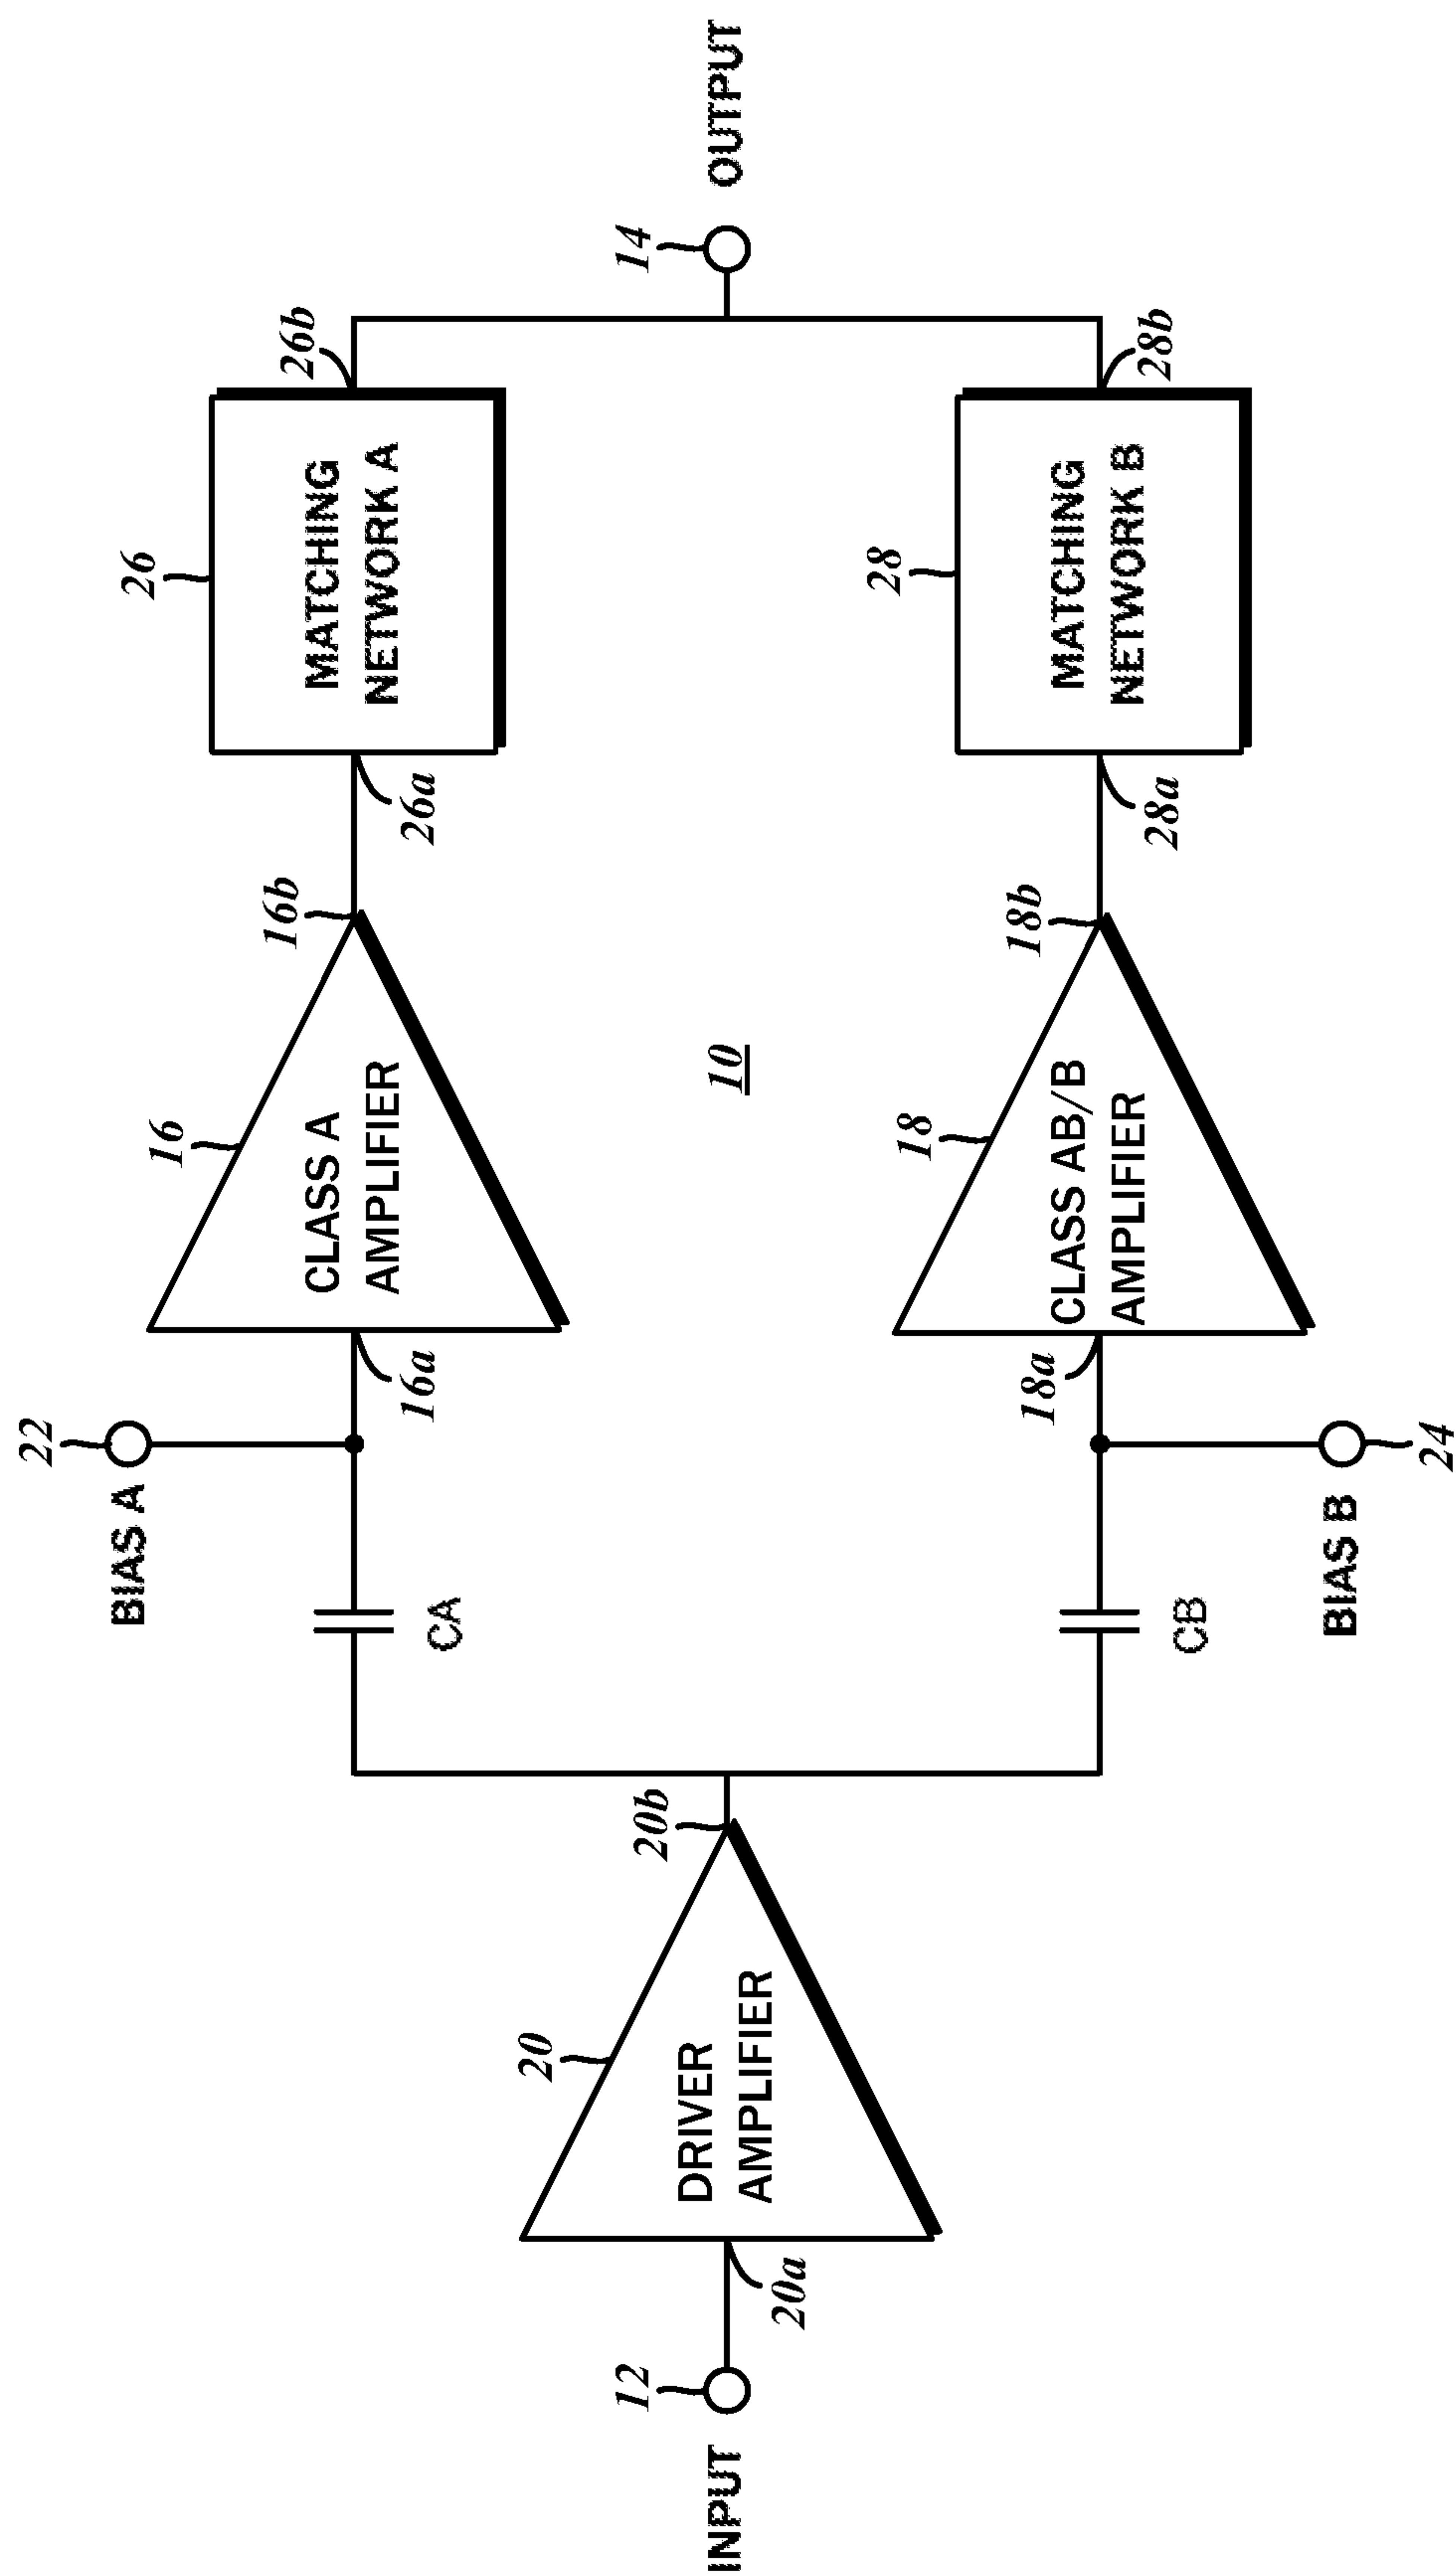 22
BIAS A
16
CLASS A
AMPLIFIER
16a
16b
CA
26
MATCHING
NETWORK A
26a
26b
INPUT
12
20
DRIVER
AMPLIFIER
20a
20b
10
14
OUTPUT
18
CLASS AB/B
AMPLIFIER
18a
18b
CB
28
MATCHING
NETWORK B
28a
28b
BIAS B
24